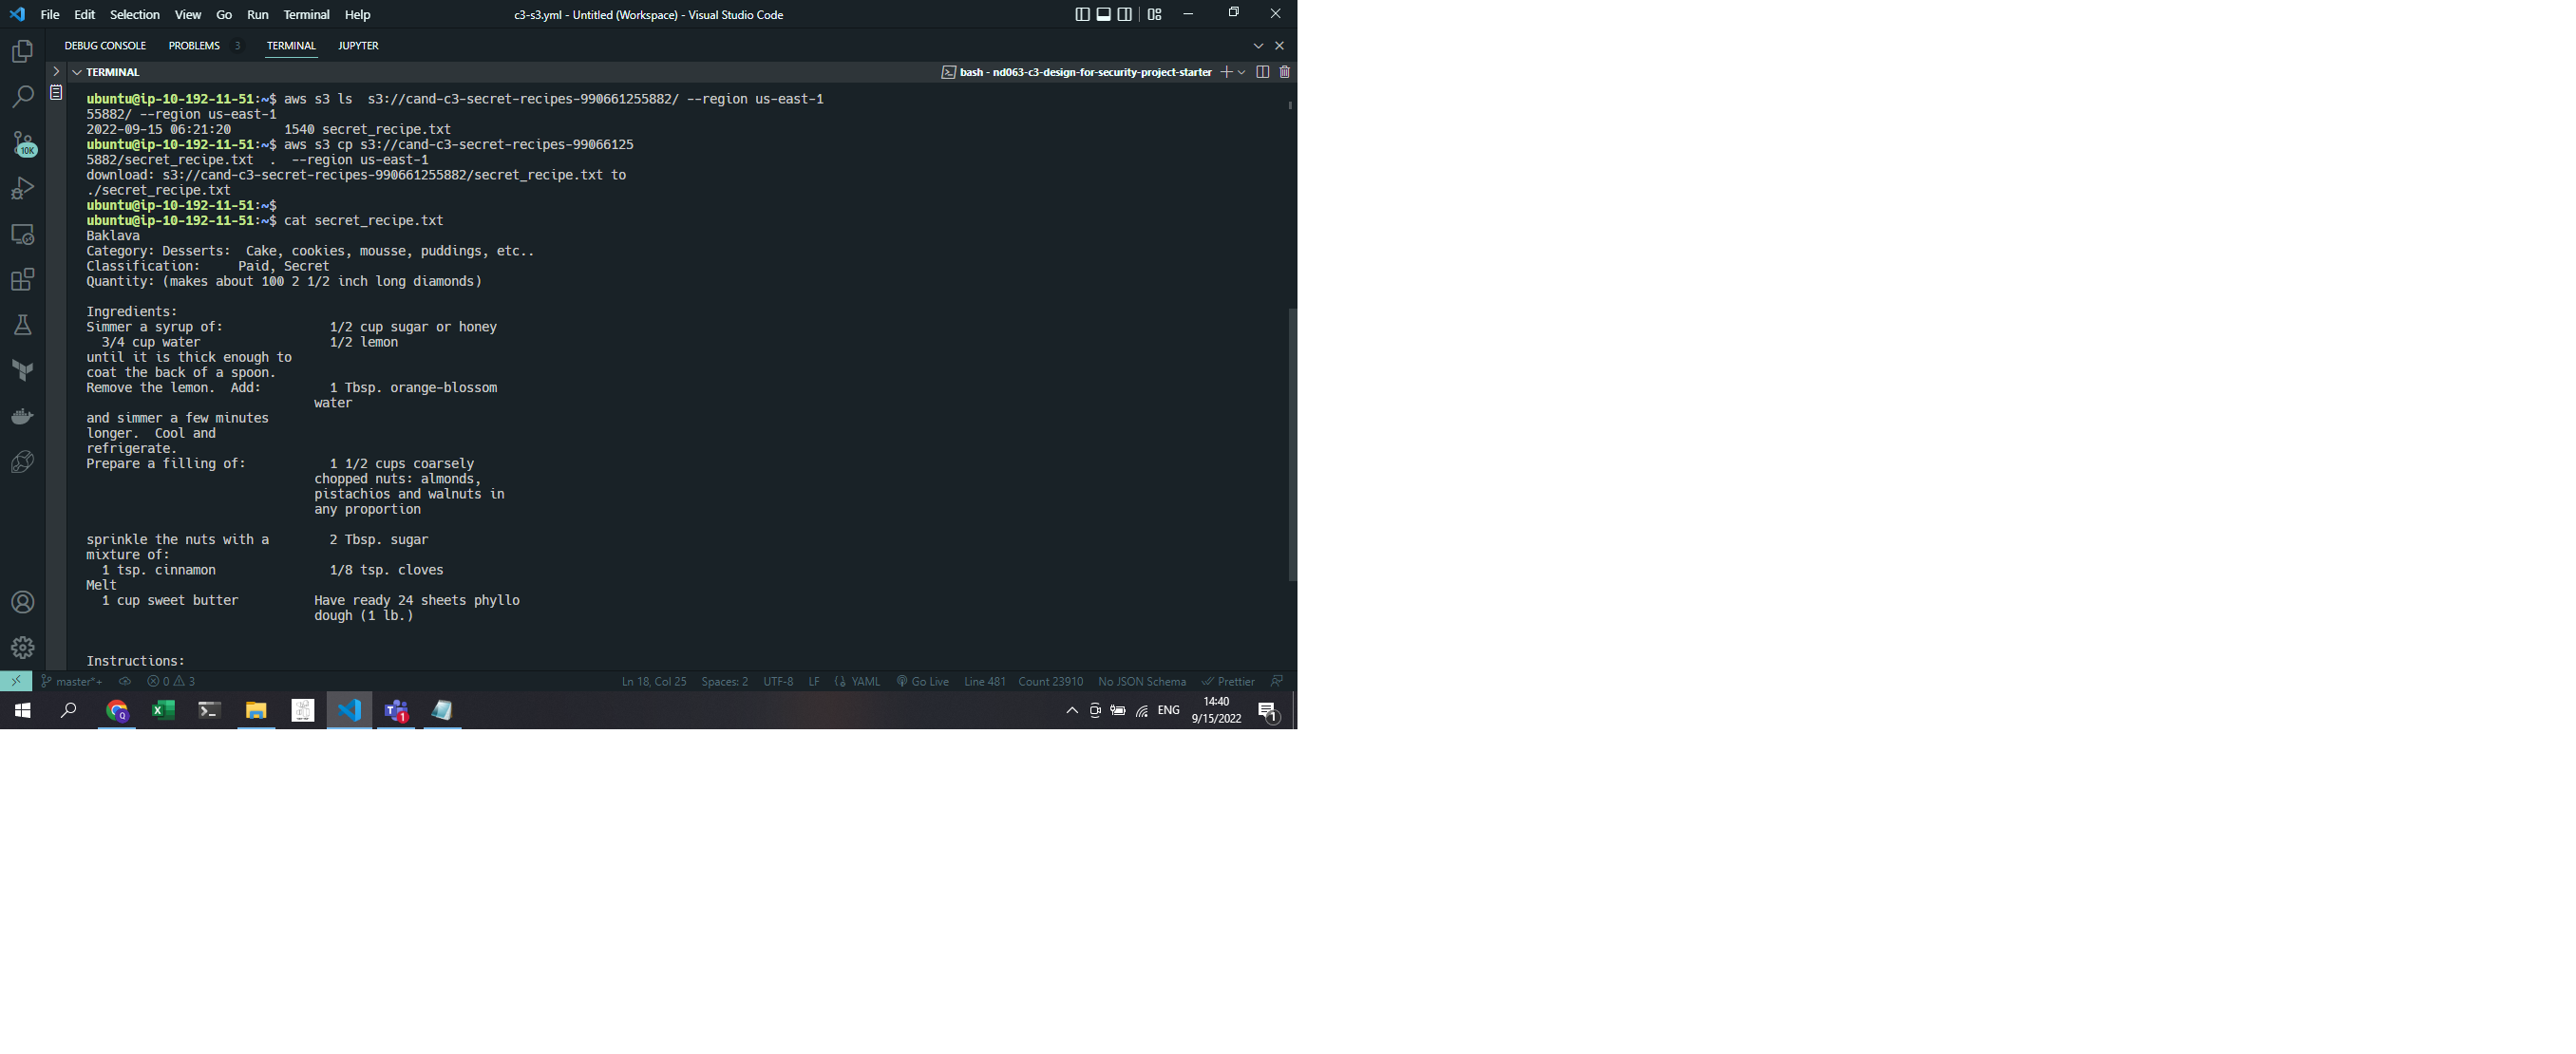 File Edit Selection View Go Run Terminal Help c3-s3.yml - Untitled (Workspace) - Visual Studio Code
DEBUG CONSOLE PROBLEMS 3 TERMINAL JUPYTER
TERMINAL bash - nd063-c3-design-for-security-project-starter
ubuntu@ip-10-192-11-51:~$ aws s3 ls  s3://cand-c3-secret-recipes-990661255882/ --region us-east-1
55882/ --region us-east-1
2022-09-15 06:21:20       1540 secret_recipe.txt
ubuntu@ip-10-192-11-51:~$ aws s3 cp s3://cand-c3-secret-recipes-99066125
5882/secret_recipe.txt  .  --region us-east-1
download: s3://cand-c3-secret-recipes-990661255882/secret_recipe.txt to
./secret_recipe.txt
ubuntu@ip-10-192-11-51:~$
ubuntu@ip-10-192-11-51:~$ cat secret_recipe.txt
Baklava
Category: Desserts:  Cake, cookies, mousse, puddings, etc..
Classification:     Paid, Secret
Quantity: (makes about 100 2 1/2 inch long diamonds)
Ingredients:
Simmer a syrup of:              1/2 cup sugar or honey
  3/4 cup water                 1/2 lemon
until it is thick enough to
coat the back of a spoon.
Remove the lemon.  Add:         1 Tbsp. orange-blossom
                              water
and simmer a few minutes
longer.  Cool and
refrigerate.
Prepare a filling of:           1 1/2 cups coarsely
                              chopped nuts: almonds,
                              pistachios and walnuts in
                              any proportion
sprinkle the nuts with a        2 Tbsp. sugar
mixture of:
  1 tsp. cinnamon               1/8 tsp. cloves
Melt
  1 cup sweet butter          Have ready 24 sheets phyllo
                              dough (1 lb.)
Instructions:
master*+ 0 3 Ln 18, Col 25 Spaces: 2 UTF-8 LF YAML Go Live Line 481 Count 23910 No JSON Schema Prettier
10K
ENG 14:40
9/15/2022
1
1